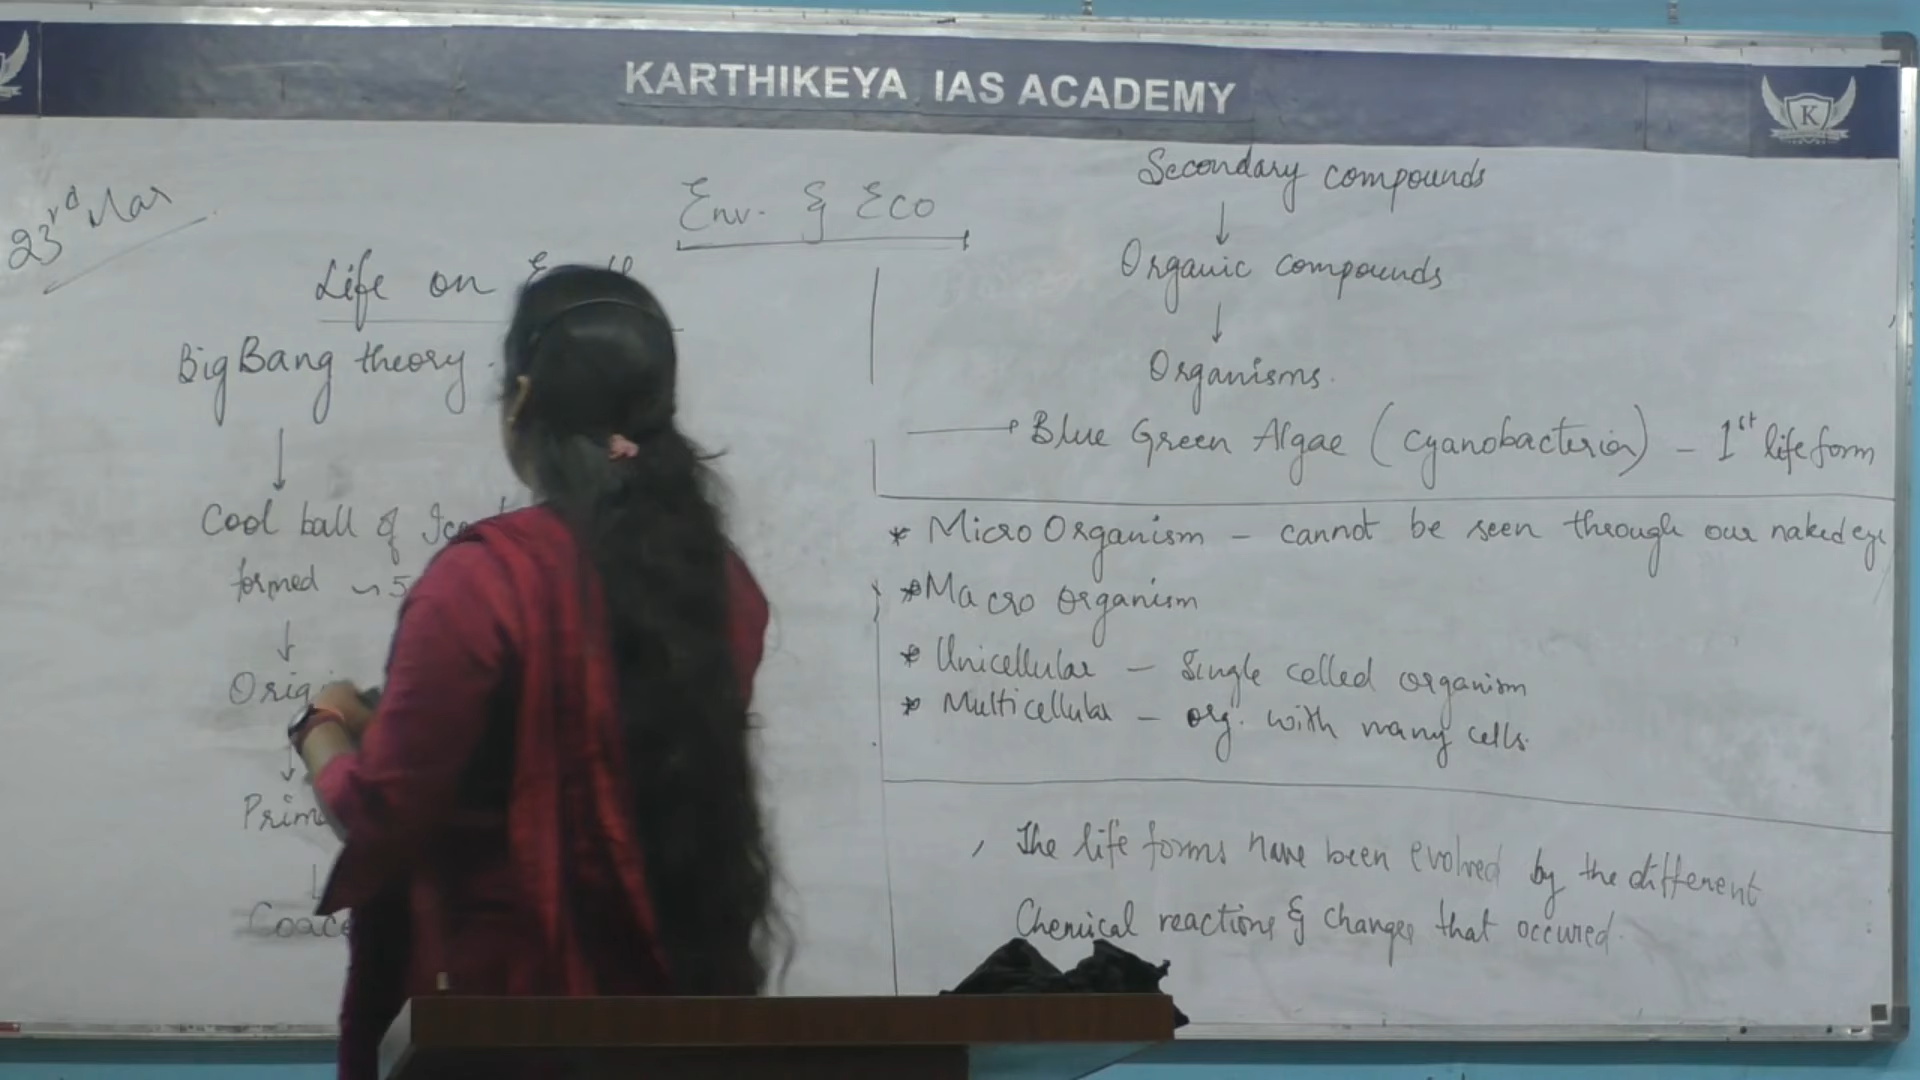 KARTHIKEYA IAS ACADEMY
K
23rd Mar
Env. & Eco
Life on
Big Bang theory
Cool ball of
formed ~ 5
Secondary compounds
↓
Organic compounds
↓
Organisms.
→ Blue Green Algae (Cyanobacteria) - 1st life form
* Micro Organism - cannot be seen through our naked eye
* Macro Organism
* Unicellular - Single celled organism
* Multicellular - org. with many cells.
The life forms have been evolved by the different
Chemical reactions & changes that occured.